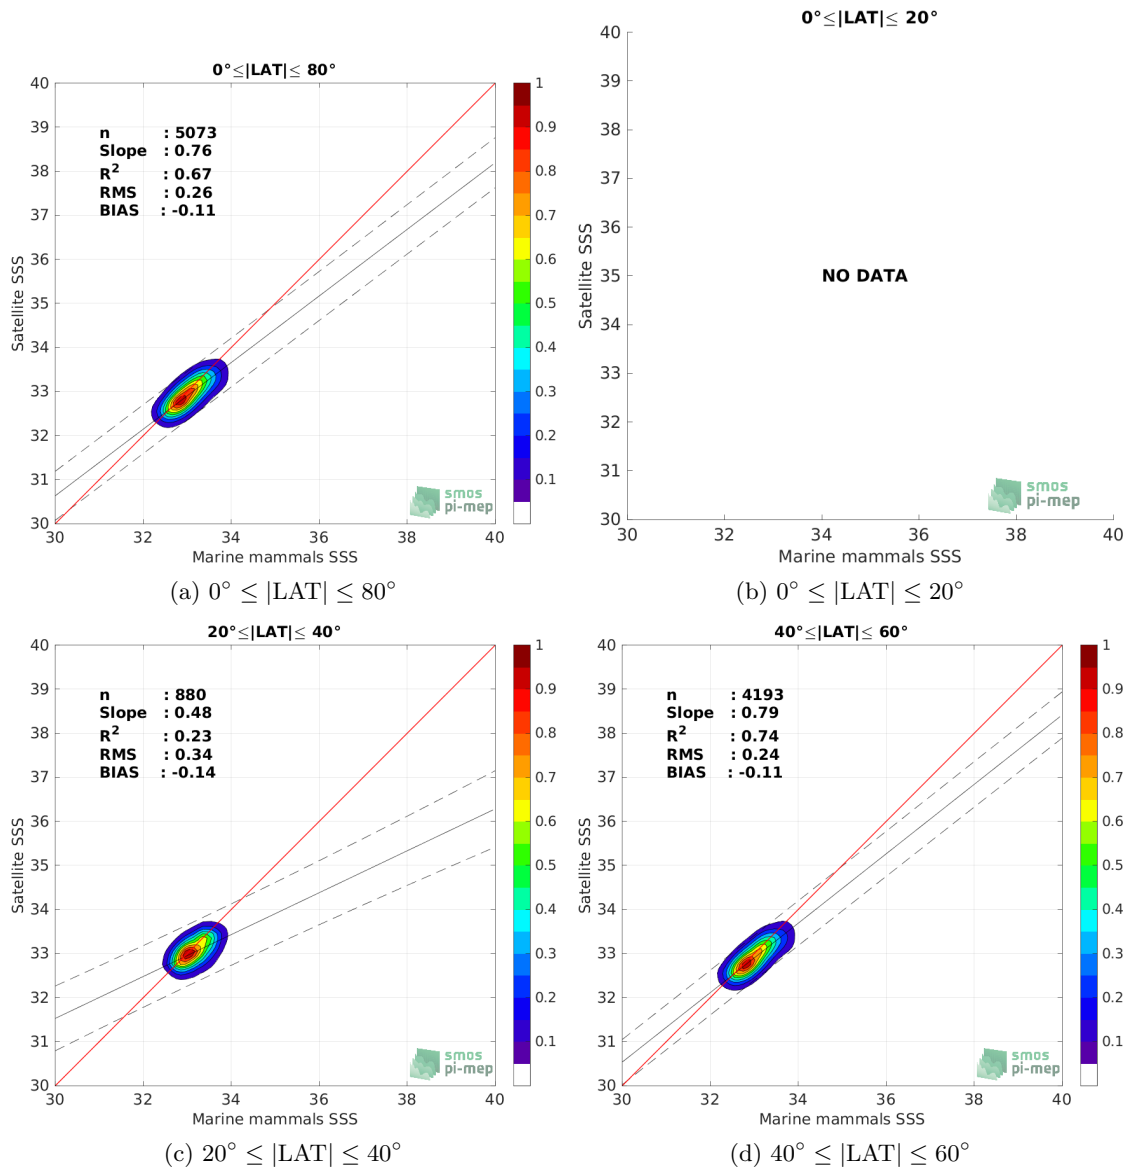 0°≤|LAT|≤ 80°
40
39
38
37
36
35
34
33
32
31
30
Satellite SSS
n : 5073
Slope : 0.76
R² : 0.67
RMS : 0.26
BIAS : -0.11
smos
pi-mep
30 32 34 36 38 40
Marine mammals SSS
1
0.9
0.8
0.7
0.6
0.5
0.4
0.3
0.2
0.1
(a) 0° ≤ |LAT| ≤ 80°
0°≤|LAT|≤ 20°
40
39
38
37
36
35
34
33
32
31
30
Satellite SSS
NO DATA
smos
pi-mep
30 32 34 36 38 40
Marine mammals SSS
(b) 0° ≤ |LAT| ≤ 20°
20°≤|LAT|≤ 40°
40
39
38
37
36
35
34
33
32
31
30
Satellite SSS
n : 880
Slope : 0.48
R² : 0.23
RMS : 0.34
BIAS : -0.14
smos
pi-mep
30 32 34 36 38 40
Marine mammals SSS
1
0.9
0.8
0.7
0.6
0.5
0.4
0.3
0.2
0.1
(c) 20° ≤ |LAT| ≤ 40°
40°≤|LAT|≤ 60°
40
39
38
37
36
35
34
33
32
31
30
Satellite SSS
n : 4193
Slope : 0.79
R² : 0.74
RMS : 0.24
BIAS : -0.11
smos
pi-mep
30 32 34 36 38 40
Marine mammals SSS
1
0.9
0.8
0.7
0.6
0.5
0.4
0.3
0.2
0.1
(d) 40° ≤ |LAT| ≤ 60°